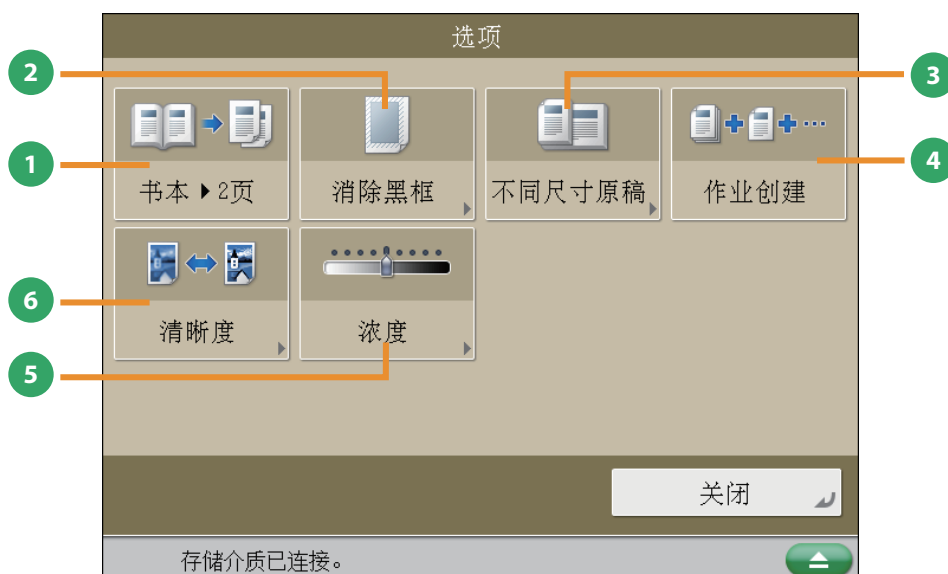 选项
2
3
1
书本 ▶ 2页
消除黑框
不同尺寸原稿
作业创建
4
6
清晰度
浓度
5
关闭
存储介质已连接。